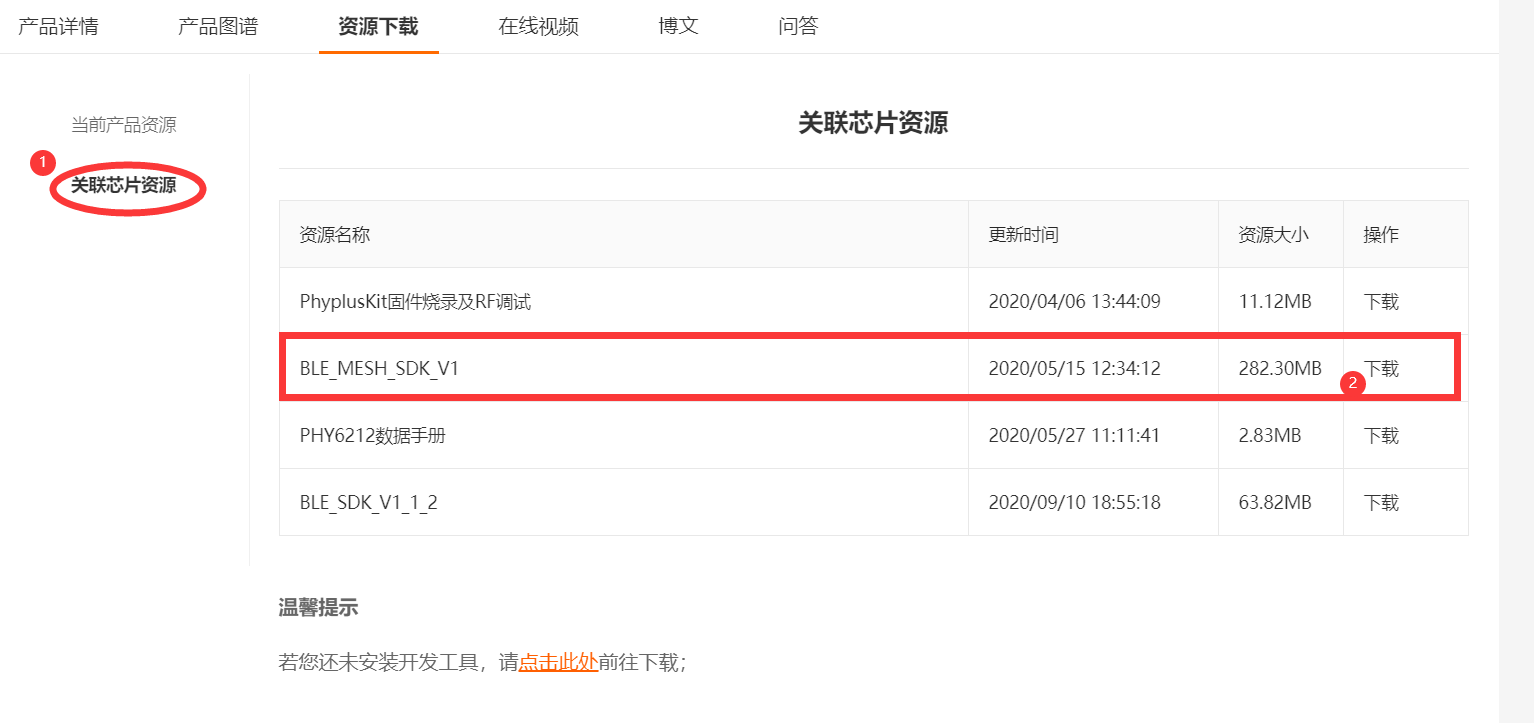 产品详情 产品图谱 资源下载 在线视频 博文 问答
当前产品资源
1
关联芯片资源
关联芯片资源
资源名称 更新时间 资源大小 操作
PhyplusKit固件烧录及RF调试 2020/04/06 13:44:09 11.12MB 下载
BLE_MESH_SDK_V1 2020/05/15 12:34:12 282.30MB 下载
2
PHY6212数据手册 2020/05/27 11:11:41 2.83MB 下载
BLE_SDK_V1_1_2 2020/09/10 18:55:18 63.82MB 下载
温馨提示
若您还未安装开发工具，请点击此处前往下载；